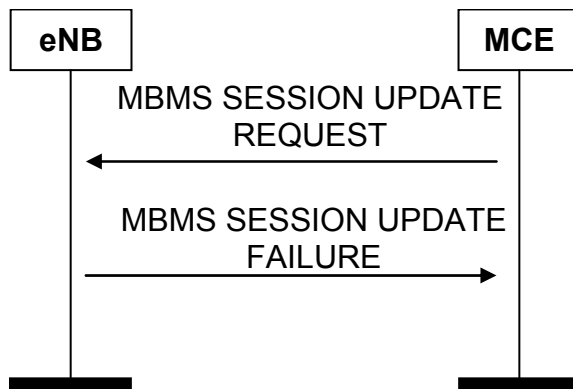 eNB
MCE
MBMS SESSION UPDATE
REQUEST
MBMS SESSION UPDATE
FAILURE